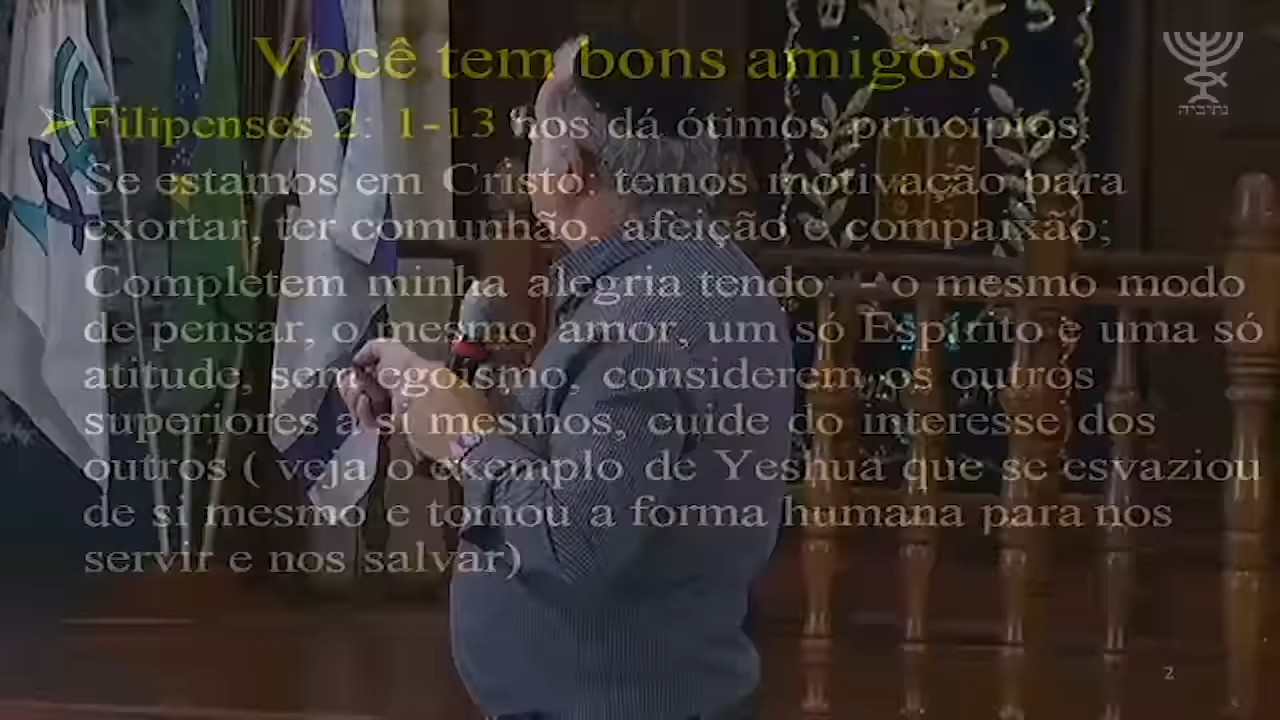 Você tem bons amigos?
Filipenses 2: 1-13 nos dá ótimos princípios:
Se estamos em Cristo, temos motivação para
exortar, ter comunhão, afeição e compaixão;
Completem minha alegria tendo: - o mesmo modo
de pensar, o mesmo amor, um só Espírito e uma só
atitude, sem egoísmo, considerem os outros
superiores a si mesmos, cuide do interesse dos
outros ( veja o exemplo de Yeshua que se esvaziou
de si mesmo e tomou a forma humana para nos
servir e nos salvar)
נתיביה
2